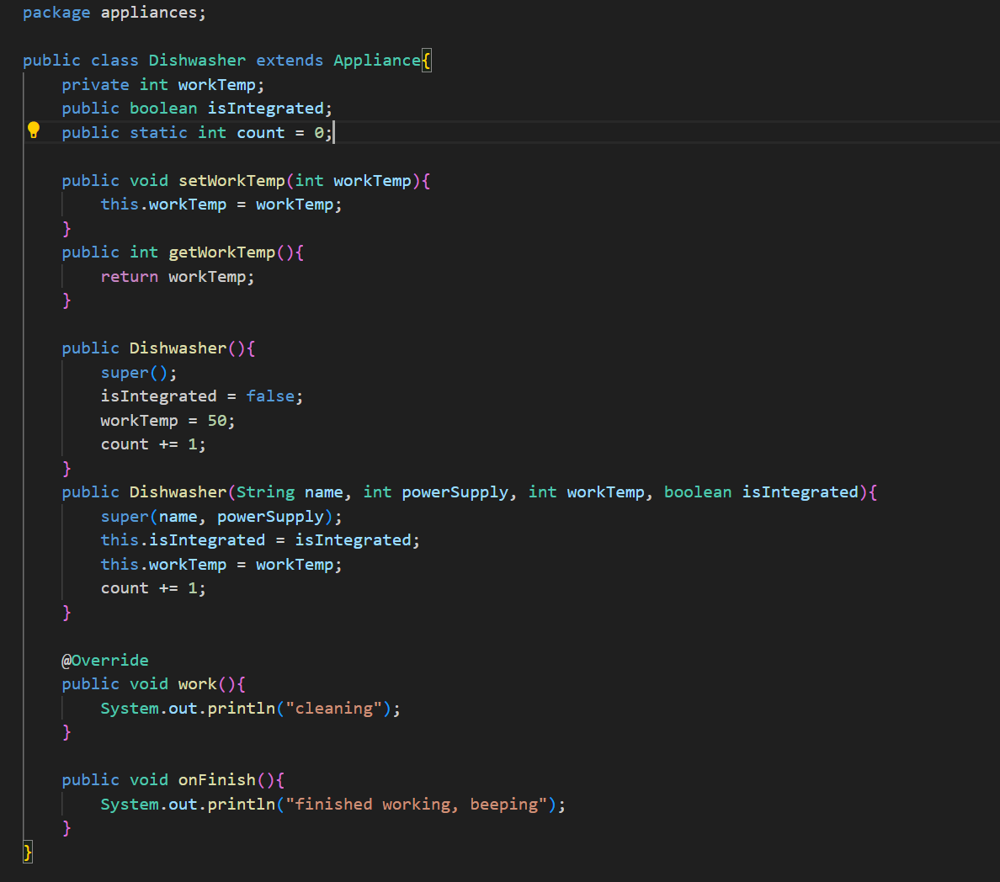 package appliances;
public class Dishwasher extends Appliance{
private int workTemp;
public boolean isIntegrated;
public static int count = 0;
public void setWorkTemp(int workTemp){
this.workTemp = workTemp;
}
public int getWorkTemp(){
return workTemp;
}
public Dishwasher(){
super();
isIntegrated = false;
workTemp = 50;
count += 1;
}
public Dishwasher(String name, int powerSupply, int workTemp, boolean isIntegrated){
super(name, powerSupply);
this.isIntegrated = isIntegrated;
this.workTemp = workTemp;
count += 1;
}
@Override
public void work(){
System.out.println("cleaning");
}
public void onFinish(){
System.out.println("finished working, beeping");
}
}